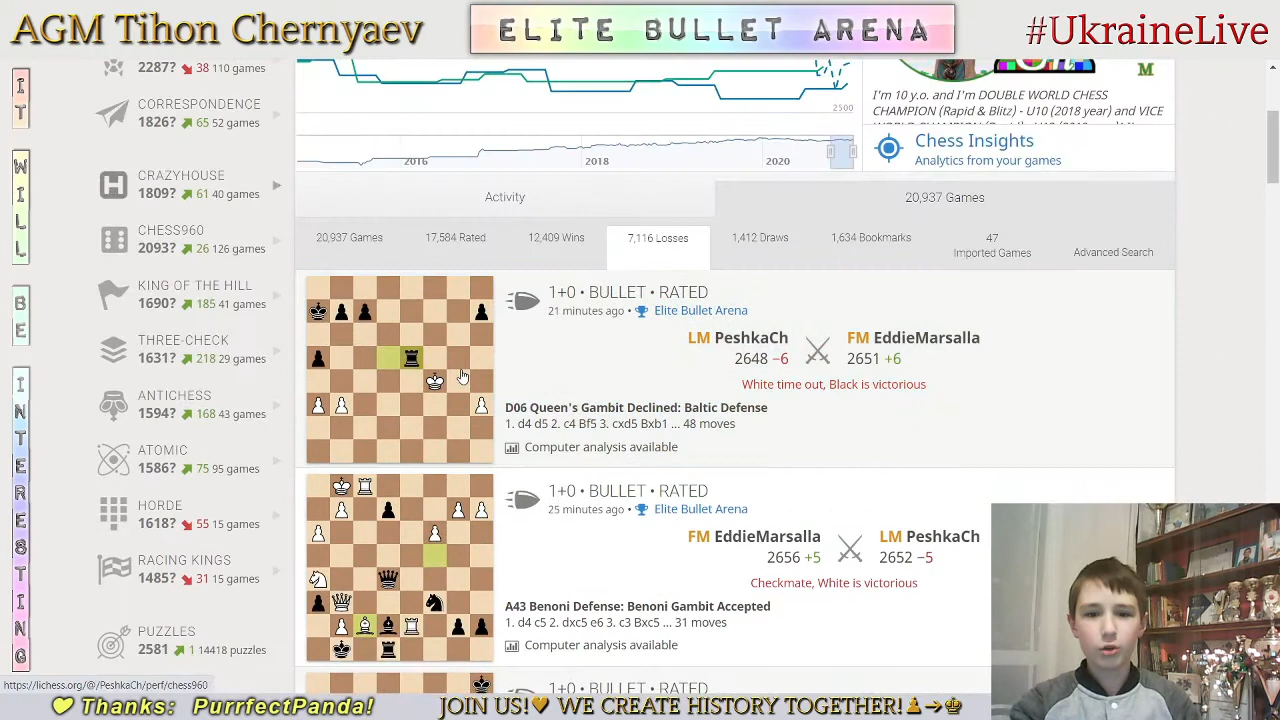 AGM Tihon Chernyaev
ELITE BULLET ARENA
#UkraineLive
IT
WILL
BE
INTERESTING
2287? 38 110 games
CORRESPONDENCE
1826? 65 52 games
CRAZYHOUSE
1809? 61 40 games
CHESS960
2093? 26 126 games
KING OF THE HILL
1690? 185 41 games
THREE-CHECK
1631? 218 29 games
ANTICHESS
1594? 168 43 games
ATOMIC
1586? 75 95 games
HORDE
1618? 55 15 games
RACING KINGS
1485? 31 15 games
PUZZLES
2581 1 14418 puzzles
2500
2016 2018 2020
M
I'm 10 y.o. and I'm DOUBLE WORLD CHESS
CHAMPION (Rapid & Blitz) - U10 (2018 year) and VICE
Chess Insights
Analytics from your games
Activity
20,937 Games
20,937 Games
17,584 Rated
12,409 Wins
7,116 Losses
1,412 Draws
1,634 Bookmarks
47
Imported Games
Advanced Search
1+0 • BULLET • RATED
21 minutes ago • Elite Bullet Arena
LM PeshkaCh FM EddieMarsalla
2648 −6 2651 +6
White time out, Black is victorious
D06 Queen's Gambit Declined: Baltic Defense
1. d4 d5 2. c4 Bf5 3. cxd5 Bxb1 ... 48 moves
Computer analysis available
1+0 • BULLET • RATED
25 minutes ago • Elite Bullet Arena
FM EddieMarsalla LM PeshkaCh
2656 +5 2652 −5
Checkmate, White is victorious
A43 Benoni Defense: Benoni Gambit Accepted
1. d4 c5 2. dxc5 e6 3. c3 Bxc5 ... 31 moves
Computer analysis available
1+0 • BULLET • RATED
https://lichess.org/@/PeshkaCh/perf/chess960
Thanks: PurrfectPanda!
JOIN US! WE CREATE HISTORY TOGETHER!